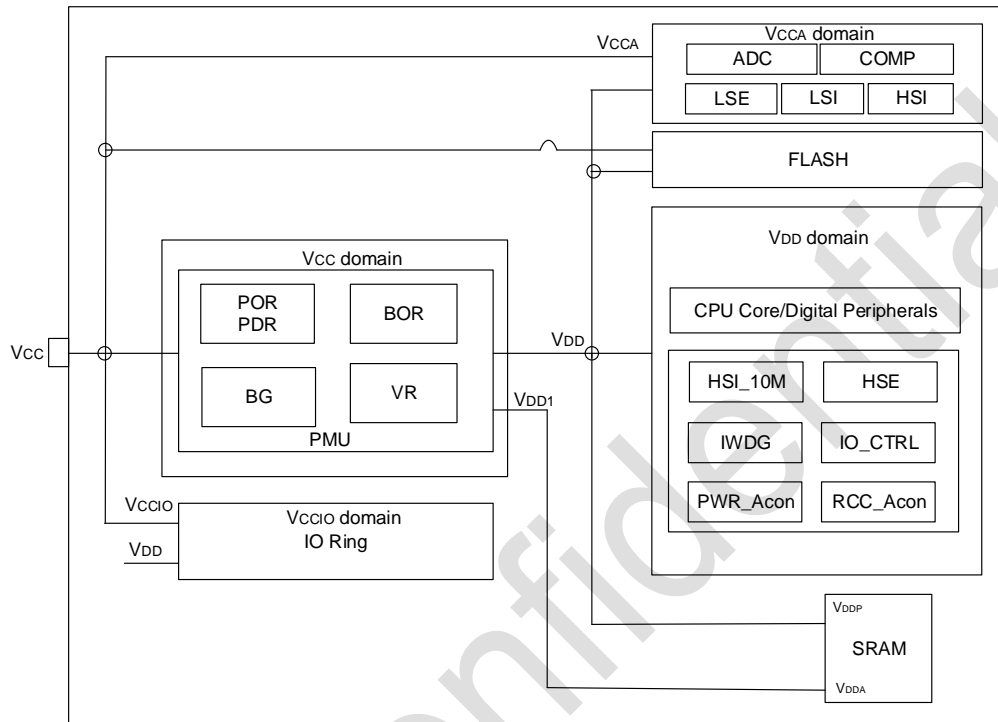 VCCA domain
VCCA
ADC
COMP
LSE
LSI
HSI
FLASH
VDD domain
CPU Core/Digital Peripherals
HSI_10M
HSE
IWDG
IO_CTRL
PWR_Acon
RCC_Acon
VCC domain
POR
PDR
BOR
BG
VR
PMU
VCC
VDD
VDD1
VCCIO
VCCIO domain
IO Ring
VDD
VDDP
SRAM
VDDA
onfidential